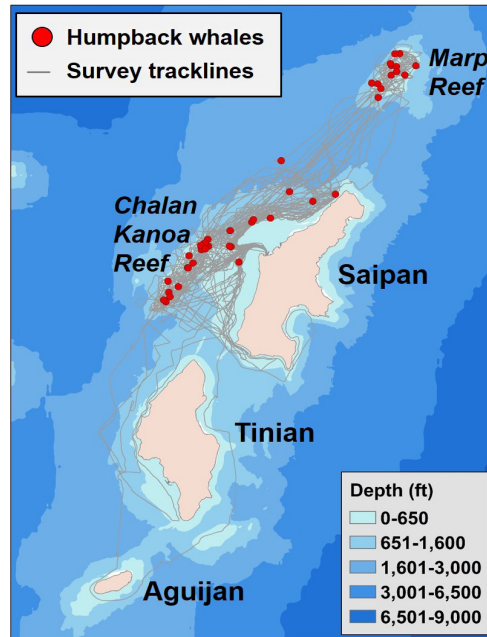 Humpback whales
Survey tracklines
Marpi
Reef
Chalan
Kanoa
Reef
Saipan
Tinian
Aguijan
Depth (ft)
0-650
651-1,600
1,601-3,000
3,001-6,500
6,501-9,000